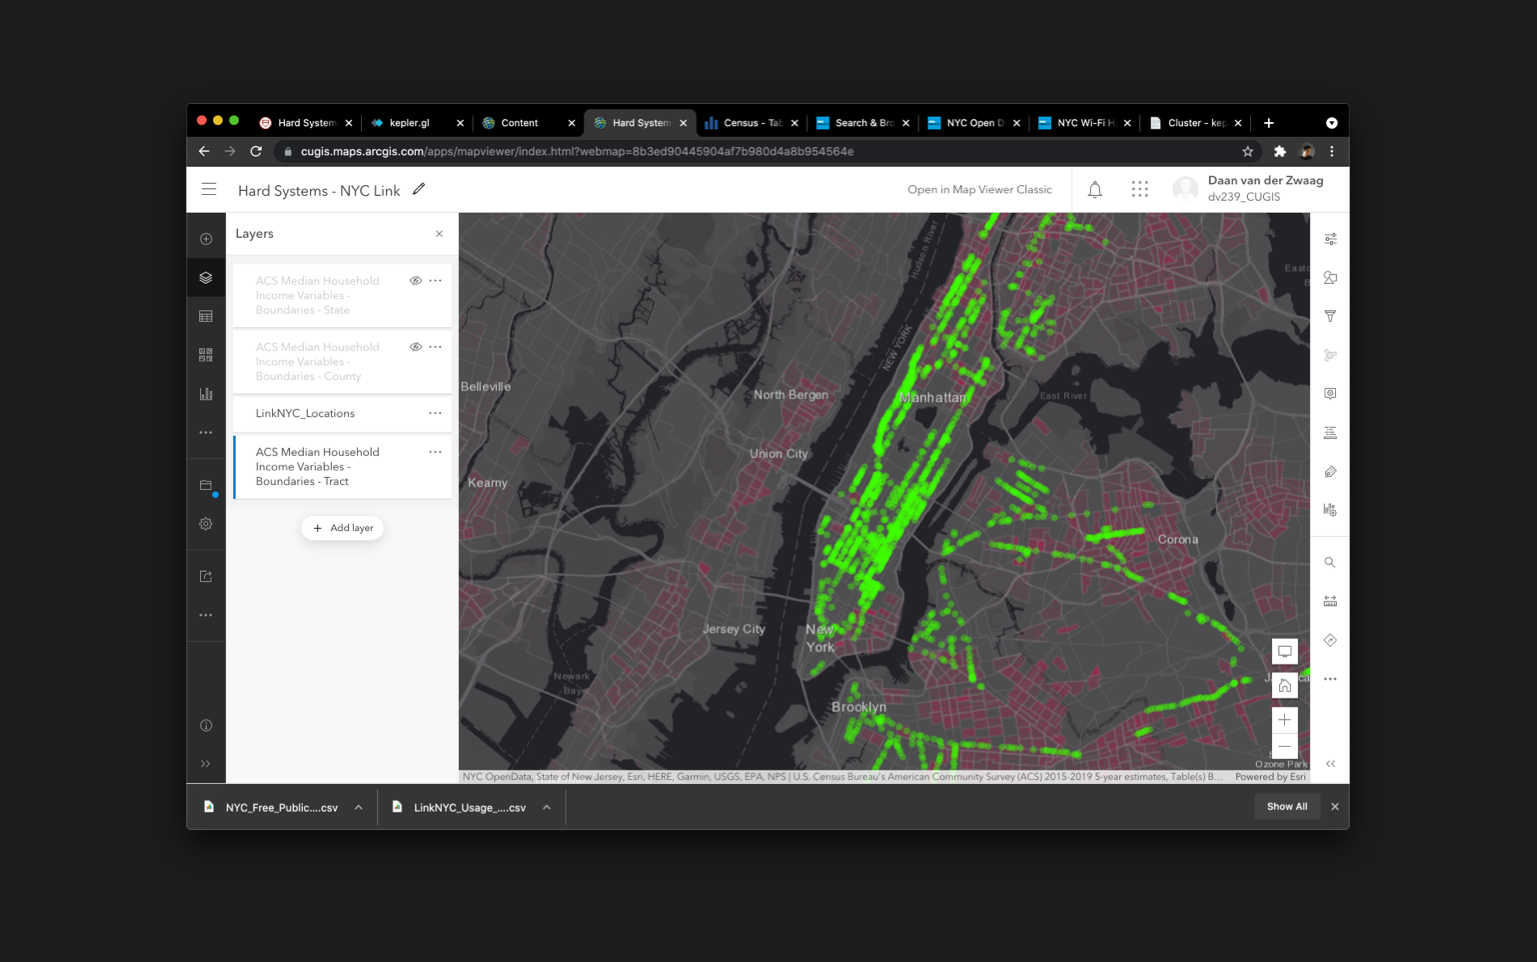 Hard System
kepler.gl
Content
Hard System
Census - Tab
Search & Bro
NYC Open D
NYC Wi-Fi H
Cluster - kep
cugis.maps.arcgis.com/apps/mapviewer/index.html?webmap=8b3ed90445904af7b980d4a8b954564e
Hard Systems - NYC Link
Open in Map Viewer Classic
Daan van der Zwaag
dv239_CUGIS
Layers
ACS Median Household
Income Variables -
Boundaries - State
ACS Median Household
Income Variables -
Boundaries - County
LinkNYC_Locations
ACS Median Household
Income Variables -
Boundaries - Tract
Add layer
Hudson River
NEW YORK
Belleville
North Bergen
Manhattan
East River
Union City
Kearny
Corona
Jersey City
New
York
Newark
Bay
Brooklyn
Ozone Park
NYC OpenData, State of New Jersey, Esri, HERE, Garmin, USGS, EPA, NPS | U.S. Census Bureau's American Community Survey (ACS) 2015-2019 5-year estimates, Table(s) B...
Powered by Esri
NYC_Free_Public....csv
LinkNYC_Usage_....csv
Show All